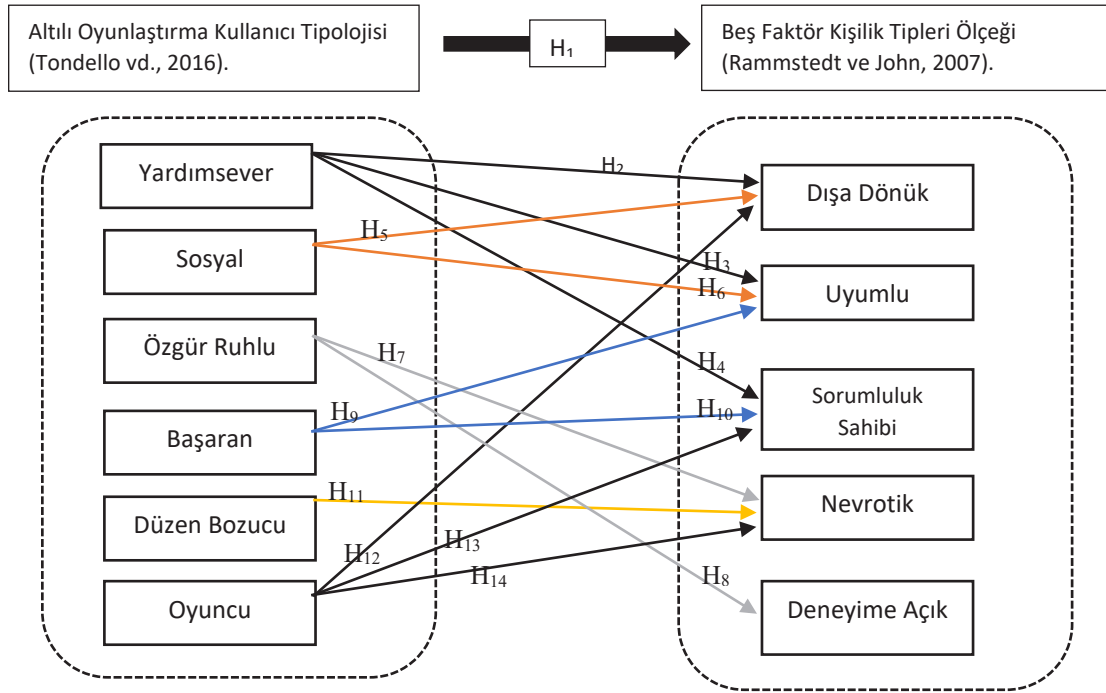 Altılı Oyunlaştırma Kullanıcı Tipolojisi
(Tondello vd., 2016).
H₁
Beş Faktör Kişilik Tipleri Ölçeği
(Rammstedt ve John, 2007).
Yardımsever
Sosyal
Özgür Ruhlu
Başaran
Düzen Bozucu
Oyuncu
H₂
H₅
H₃
H₆
H₇
H₄
H₉
H₁₀
H₁₁
H₁₂
H₁₃
H₁₄
H₈
Dışa Dönük
Uyumlu
Sorumluluk
Sahibi
Nevrotik
Deneyime Açık